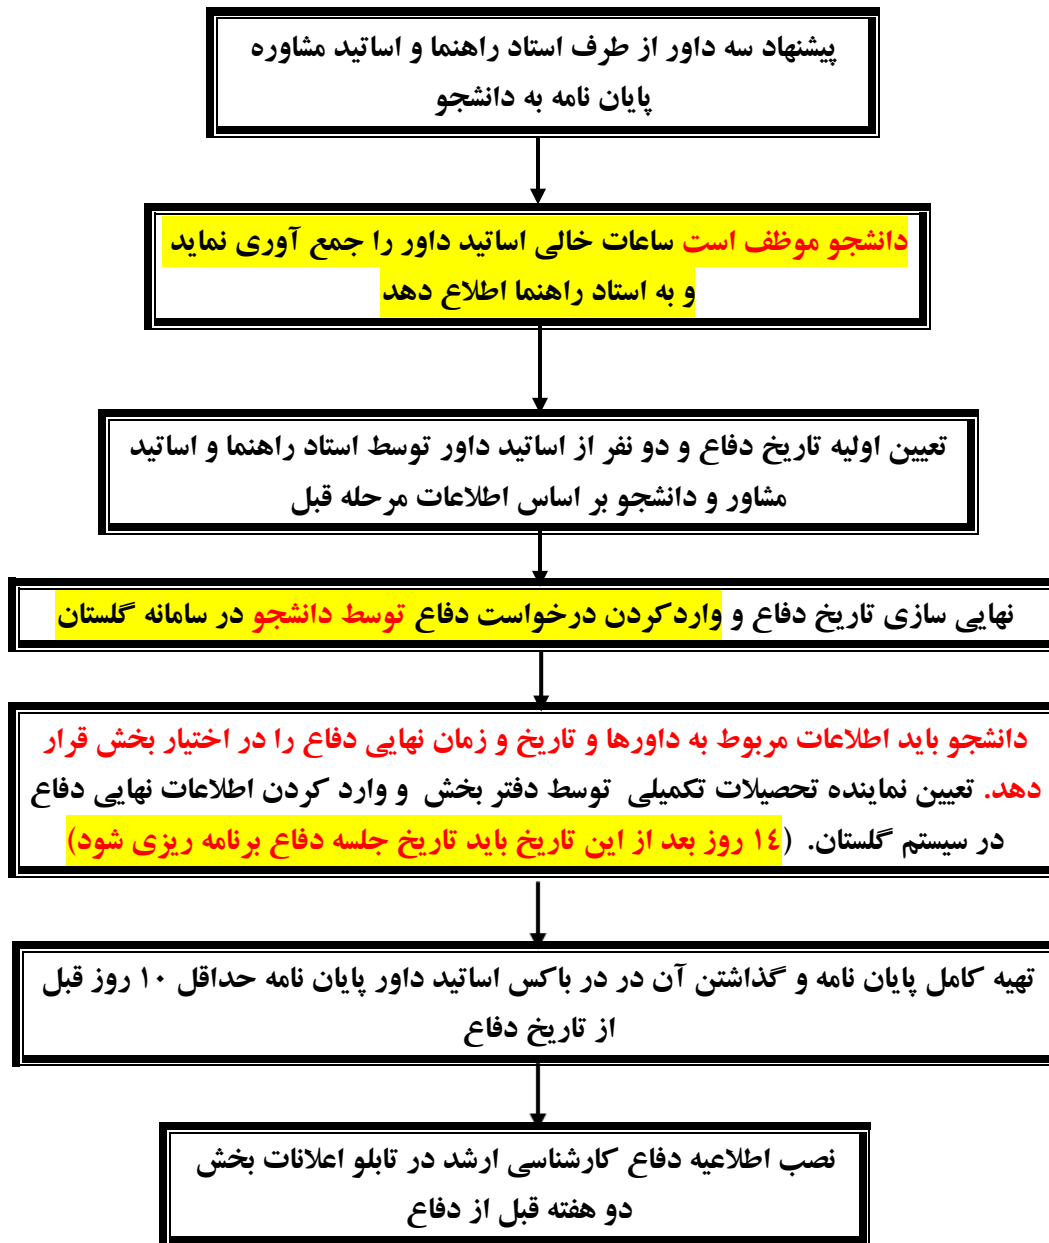 پیشنهاد سه داور از طرف استاد راهنما و اساتید مشاوره
پایان نامه به دانشجو
دانشجو موظف است ساعات خالی اساتید داور را جمع آوری نماید
و به استاد راهنما اطلاع دهد
تعیین اولیه تاریخ دفاع و دو نفر از اساتید داور توسط استاد راهنما و اساتید
مشاور و دانشجو بر اساس اطلاعات مرحله قبل
نهایی سازی تاریخ دفاع و واردکردن درخواست دفاع توسط دانشجو در سامانه گلستان
دانشجو باید اطلاعات مربوط به داورها و تاریخ و زمان نهایی دفاع را در اختیار بخش قرار
دهد. تعیین نماینده تحصیلات تکمیلی توسط دفتر بخش و وارد کردن اطلاعات نهایی دفاع
در سیستم گلستان. (۱٤ روز بعد از این تاریخ باید تاریخ جلسه دفاع برنامه ریزی شود)
تهیه کامل پایان نامه و گذاشتن آن در در باکس اساتید داور پایان نامه حداقل ۱۰ روز قبل
از تاریخ دفاع
نصب اطلاعیه دفاع کارشناسی ارشد در تابلو اعلانات بخش
دو هفته قبل از دفاع